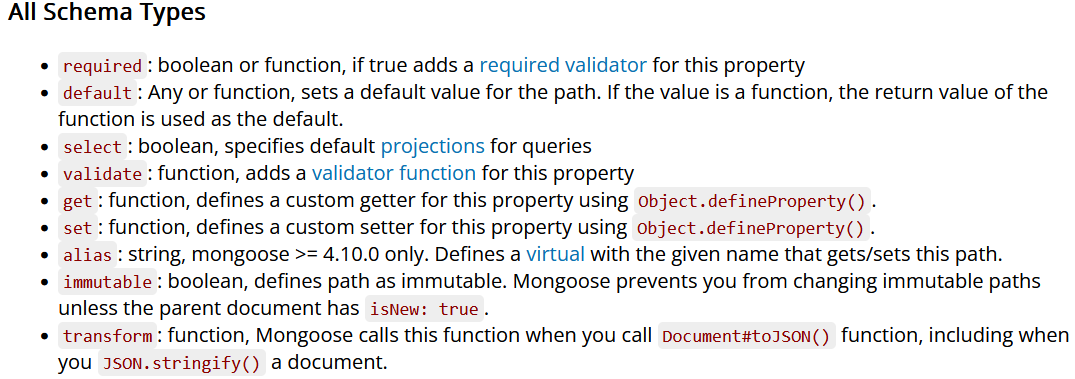 All Schema Types
• required: boolean or function, if true adds a required validator for this property
• default: Any or function, sets a default value for the path. If the value is a function, the return value of the
function is used as the default.
• select: boolean, specifies default projections for queries
• validate: function, adds a validator function for this property
• get: function, defines a custom getter for this property using Object.defineProperty().
• set: function, defines a custom setter for this property using Object.defineProperty().
• alias: string, mongoose >= 4.10.0 only. Defines a virtual with the given name that gets/sets this path.
• immutable: boolean, defines path as immutable. Mongoose prevents you from changing immutable paths
unless the parent document has isNew: true.
• transform: function, Mongoose calls this function when you call Document#toJSON() function, including when
you JSON.stringify() a document.